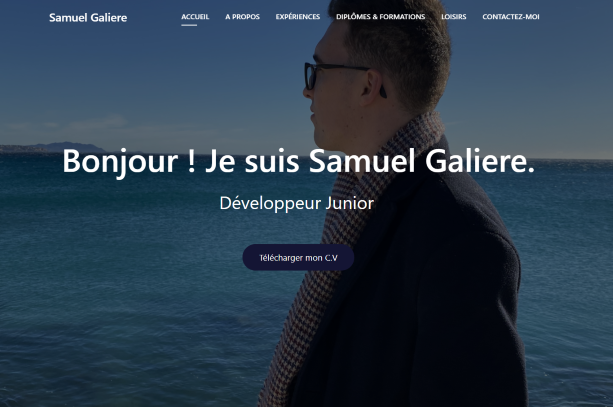 Samuel Galiere
ACCUEIL A PROPOS EXPÉRIENCES DIPLÔMES & FORMATIONS LOISIRS CONTACTEZ-MOI
Bonjour ! Je suis Samuel Galiere.
Développeur Junior
Télécharger mon C.V